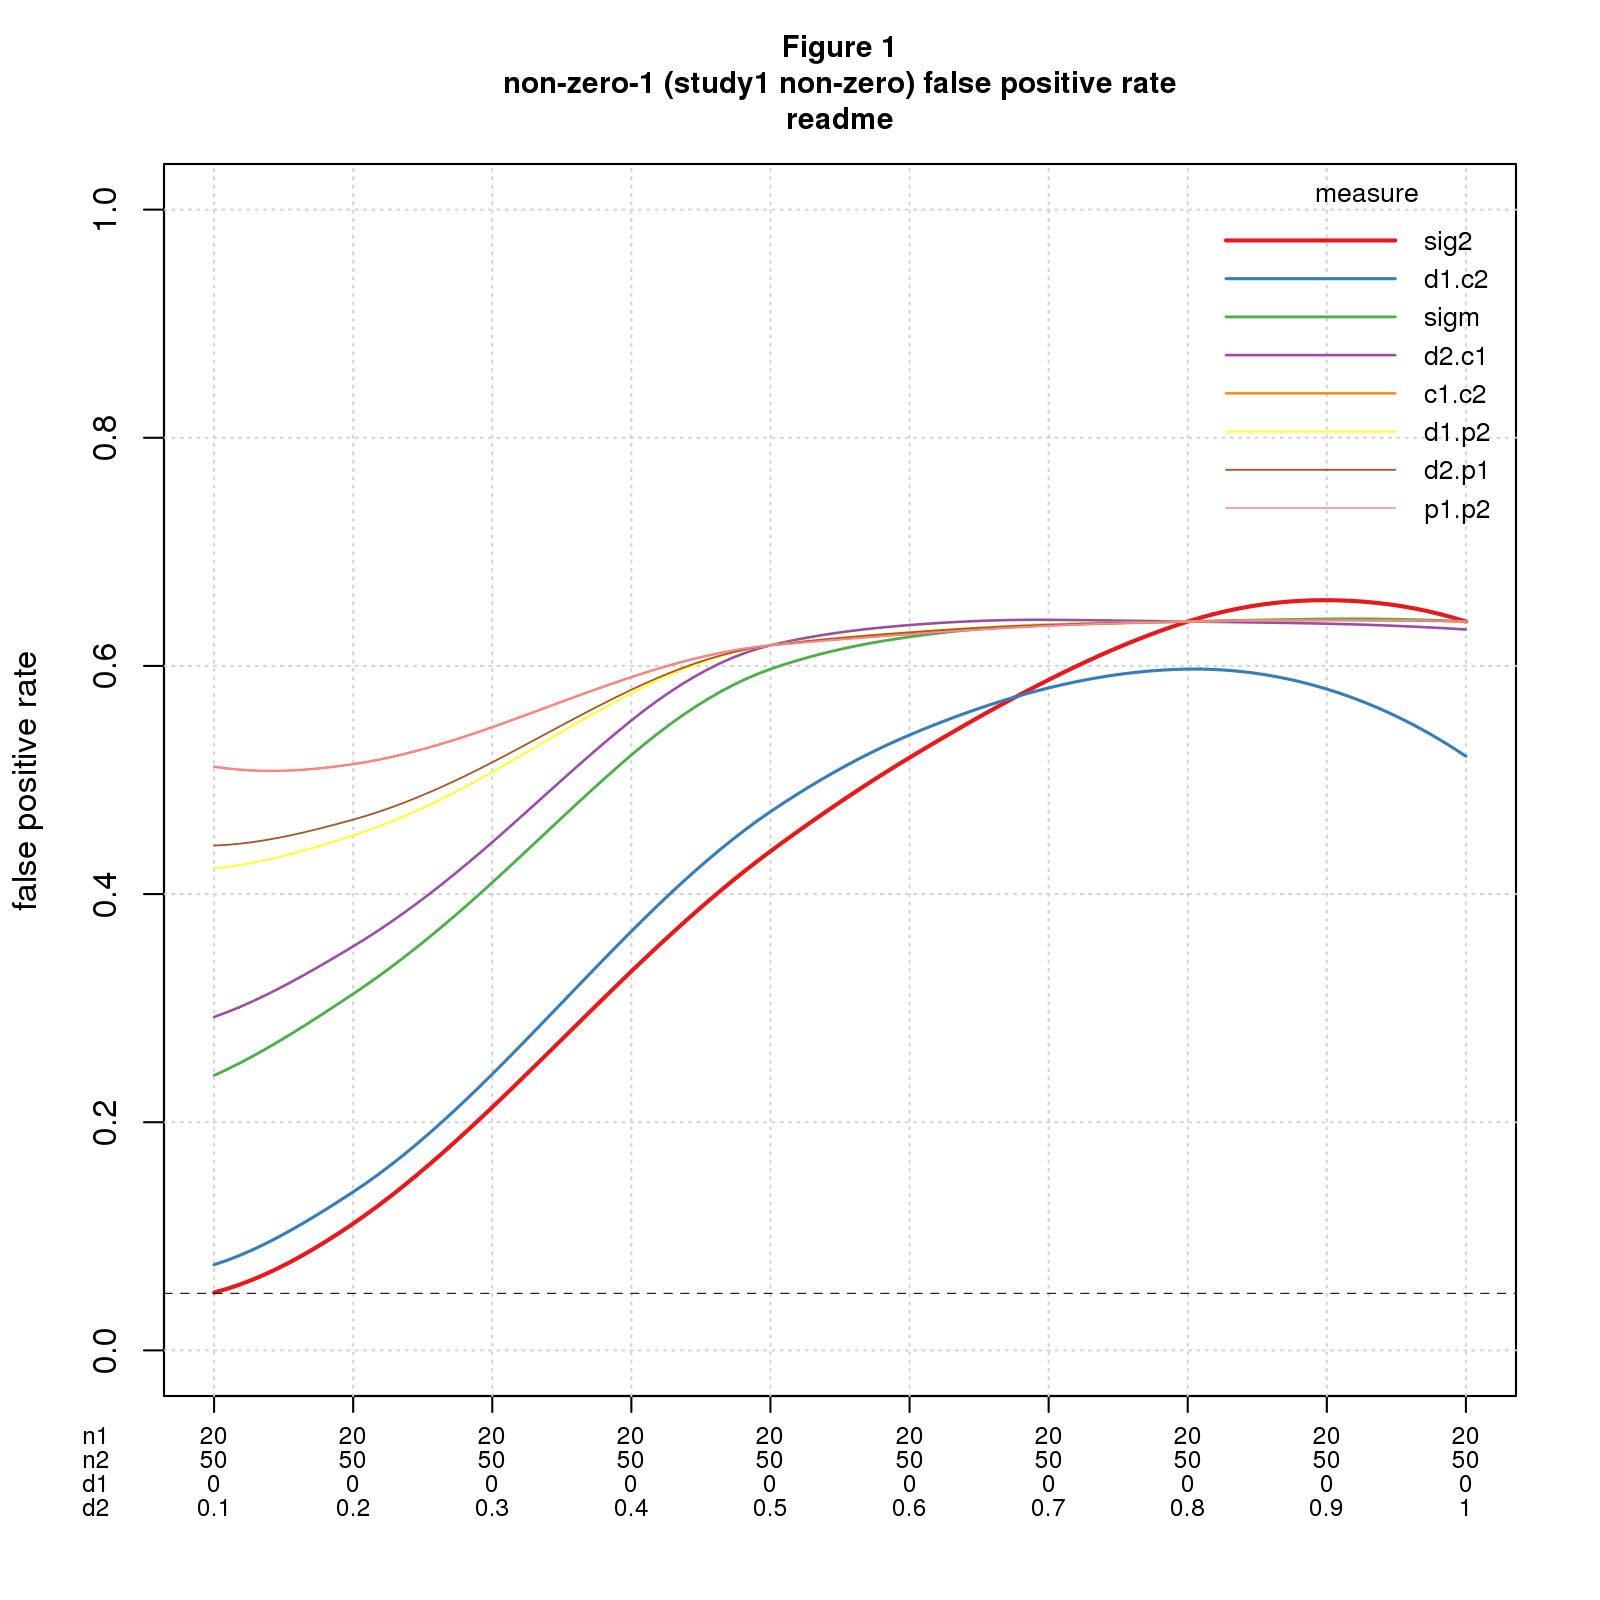 Figure 1
non-zero-1 (study1 non-zero) false positive rate
readme
measure
sig2
d1.c2
sigm
d2.c1
c1.c2
d1.p2
d2.p1
p1.p2
false positive rate
1.0
0.8
0.6
0.4
0.2
0.0
n1 20 20 20 20 20 20 20 20 20 20
n2 50 50 50 50 50 50 50 50 50 50
d1 0 0 0 0 0 0 0 0 0 0
d2 0.1 0.2 0.3 0.4 0.5 0.6 0.7 0.8 0.9 1